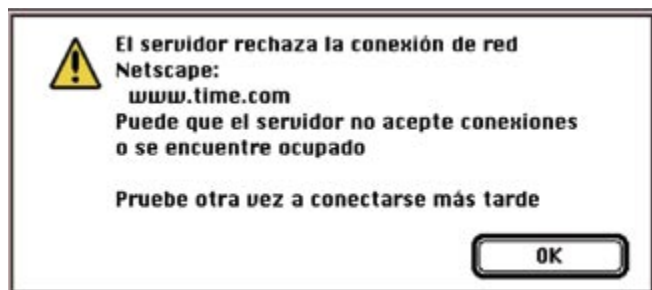 El servidor rechaza la conexión de red
Netscape:
www.time.com
Puede que el servidor no acepte conexiones
o se encuentre ocupado
Pruebe otra vez a conectarse más tarde
OK